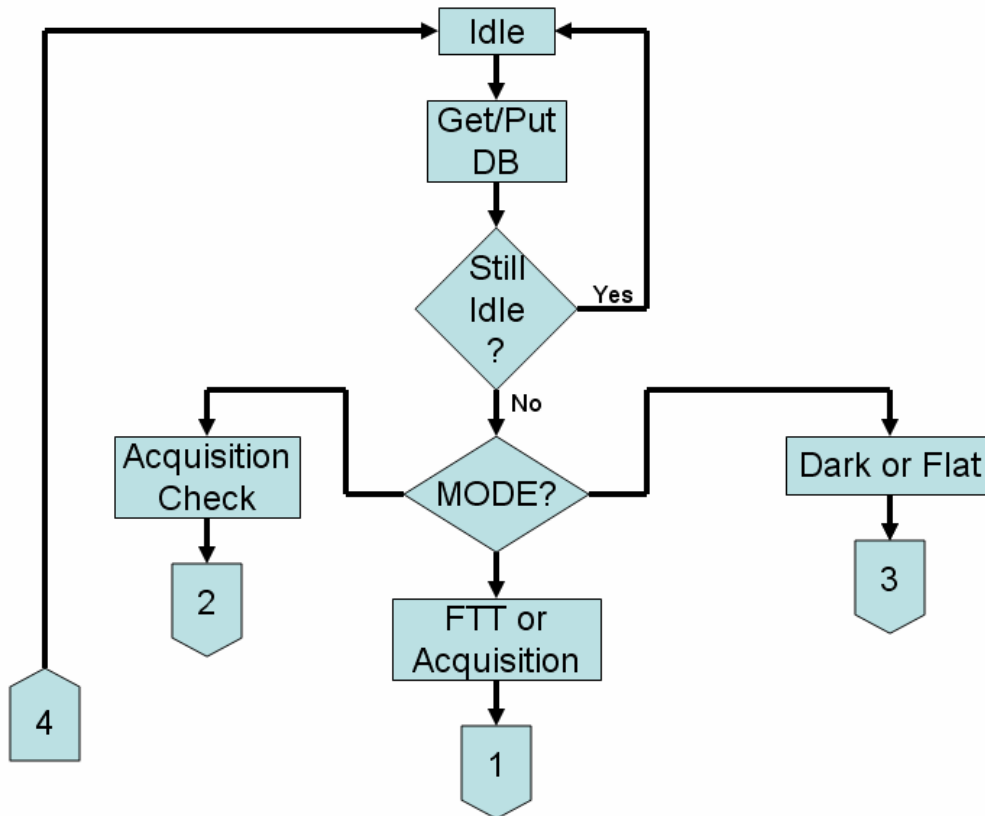 Idle
Get/Put
DB
Still
Idle
?
Yes
No
Acquisition
Check
MODE?
Dark or Flat
2
FTT or
Acquisition
3
4
1